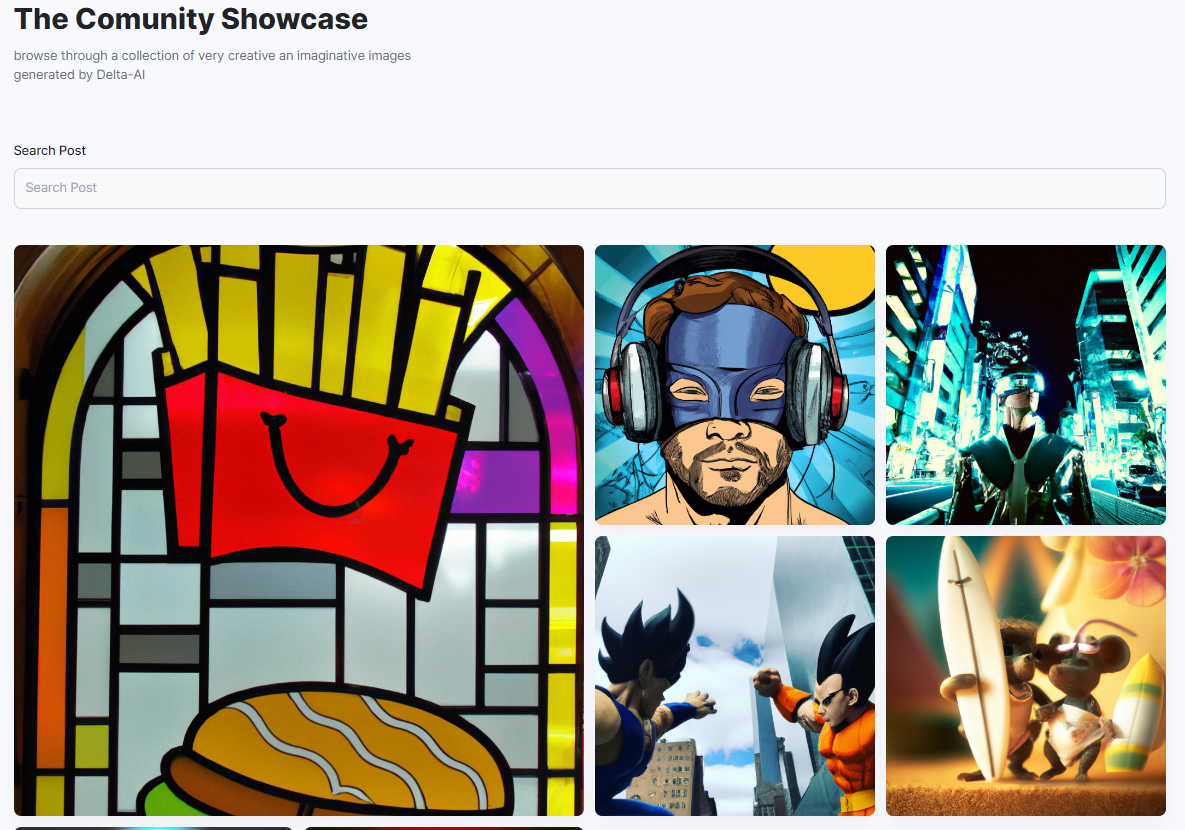 The Comunity Showcase
browse through a collection of very creative an imaginative images
generated by Delta-AI
Search Post
Search Post